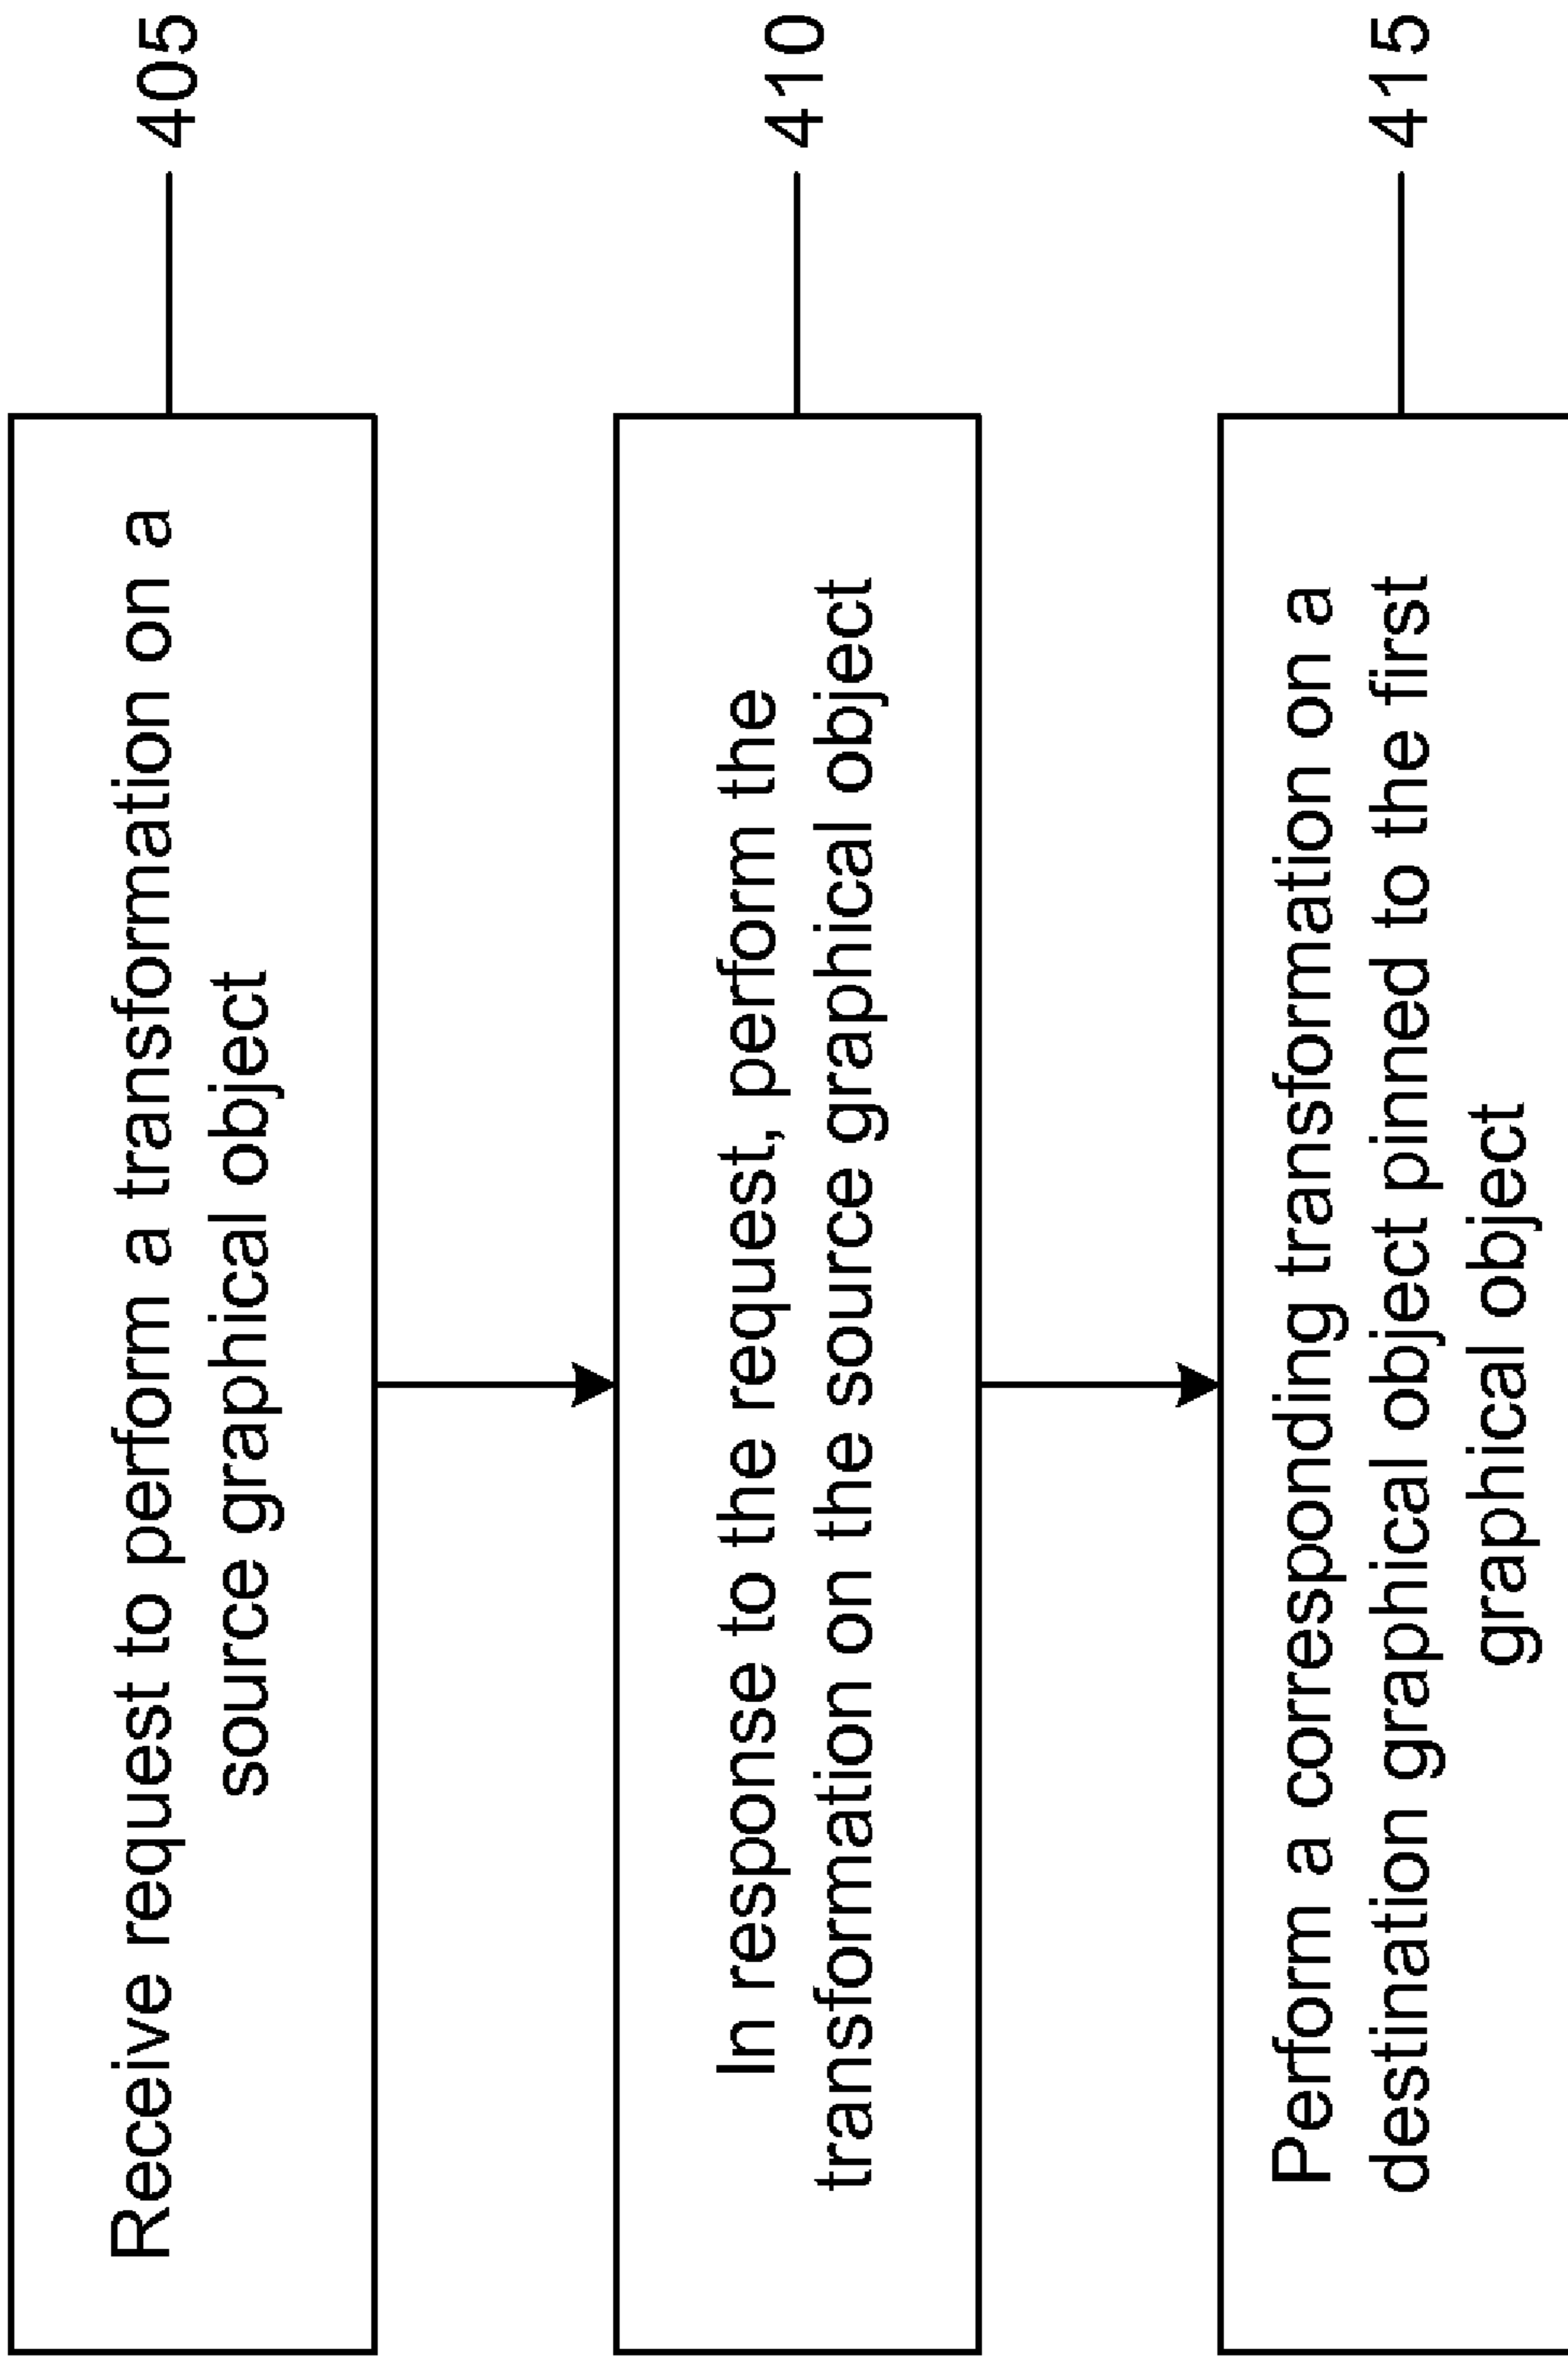 Receive request to perform a transformation on a
source graphical object
405
In response to the request, perform the
transformation on the source graphical object
410
Perform a corresponding transformation on a
destination graphical object pinned to the first
graphical object
415